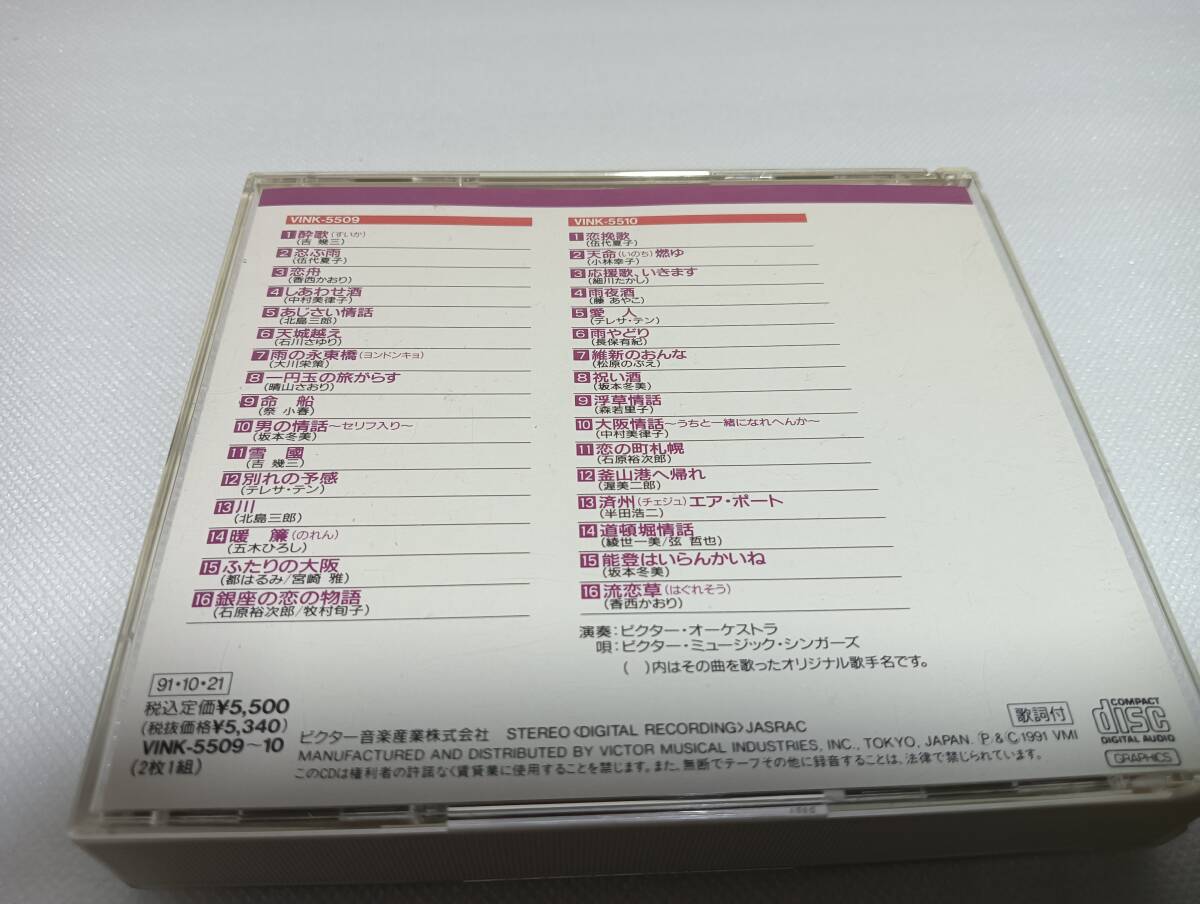 VINK-5509
1 酔歌(すいか)
(吉 幾三)
2 忍ぶ雨
(伍代夏子)
3 恋舟
(香西かおり)
4 しあわせ酒
(中村美律子)
5 あじさい情話
(北島三郎)
6 天城越え
(石川さゆり)
7 雨の永東橋(ヨンドンキョ)
(大川栄策)
8 一円玉の旅がらす
(晴山さおり)
9 命 船
(祭 小春)
10 男の情話~セリフ入り~
(坂本冬美)
11 雪 國
(吉 幾三)
12 別れの予感
(テレサ・テン)
13 川
(北島三郎)
14 暖 簾(のれん)
(五木ひろし)
15 ふたりの大阪
(都はるみ/宮崎 雅)
16 銀座の恋の物語
(石原裕次郎/牧村旬子)
VINK-5510
1 恋挽歌
(伍代夏子)
2 天命(いのち)燃ゆ
(小林幸子)
3 応援歌、いきます
(細川たかし)
4 雨夜酒
(藤 あやこ)
5 愛 人
(テレサ・テン)
6 雨やどり
(長保有紀)
7 維新のおんな
(松原のぶえ)
8 祝い酒
(坂本冬美)
9 浮草情話
(森若里子)
10 大阪情話~うちと一緒になれへんか~
(中村美律子)
11 恋の町札幌
(石原裕次郎)
12 釜山港へ帰れ
(渥美二郎)
13 済州(チェジュ)エア・ポート
(半田浩二)
14 道頓堀情話
(綾世一美/弦 哲也)
15 能登はいらんかいね
(坂本冬美)
16 流恋草(はぐれそう)
(香西かおり)
演奏:ビクター・オーケストラ
唄:ビクター・ミュージック・シンガーズ
( )内はその曲を歌ったオリジナル歌手名です。
91・10・21
税込定価¥5,500
(税抜価格¥5,340)
VINK-5509~10
(2枚1組)
ビクター音楽産業株式会社 STEREO〈DIGITAL RECORDING〉JASRAC
MANUFACTURED AND DISTRIBUTED BY VICTOR MUSICAL INDUSTRIES, INC., TOKYO, JAPAN. Ⓟ & Ⓒ 1991 VMI
このCDは権利者の許諾なく賃貸業に使用することを禁じます。また、無断でテープその他に録音することは、法律で禁じられています。
歌詞付
COMPACT
disc
DIGITAL AUDIO
GRAPHICS